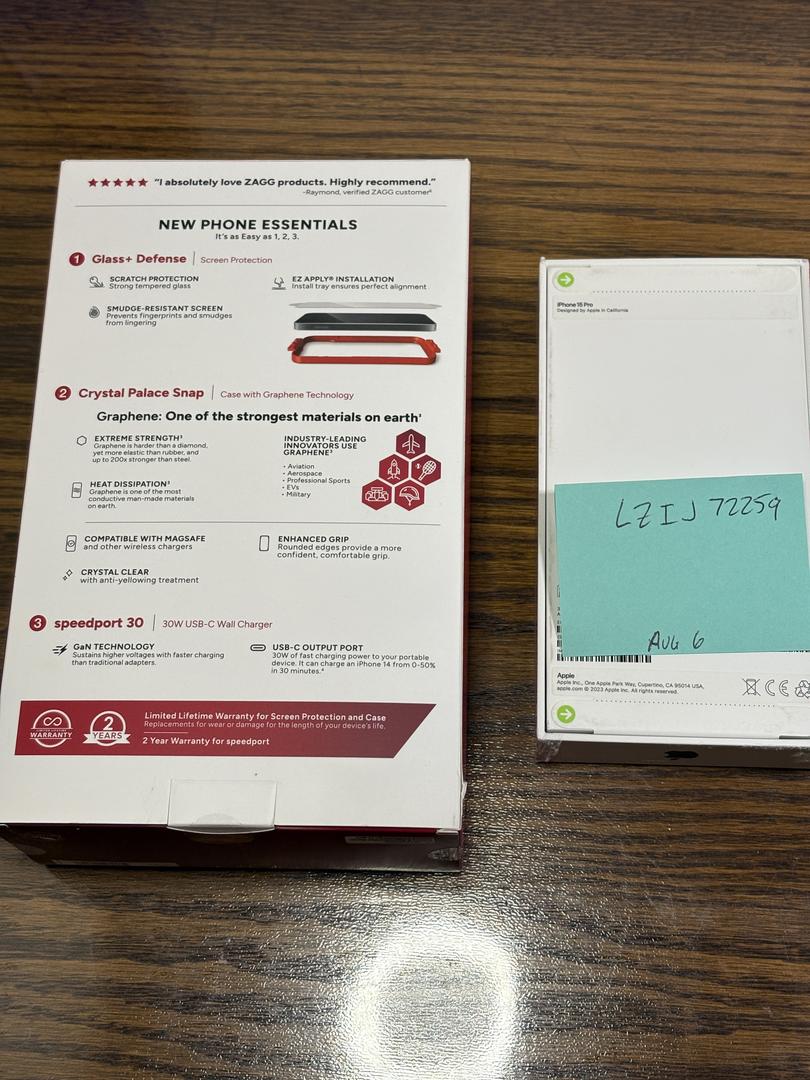 ★★★★★ "I absolutely love ZAGG products. Highly recommend."
-Raymond, verified ZAGG customer⁶
NEW PHONE ESSENTIALS
It's as Easy as 1, 2, 3.
1 Glass+ Defense | Screen Protection
SCRATCH PROTECTION
Strong tempered glass
EZ APPLY® INSTALLATION
Install tray ensures perfect alignment
SMUDGE-RESISTANT SCREEN
Prevents fingerprints and smudges
from lingering
2 Crystal Palace Snap | Case with Graphene Technology
Graphene: One of the strongest materials on earth¹
EXTREME STRENGTH³
Graphene is harder than a diamond,
yet more elastic than rubber, and
up to 200x stronger than steel.
INDUSTRY-LEADING
INNOVATORS USE
GRAPHENE²
• Aviation
• Aerospace
• Professional Sports
• EVs
• Military
HEAT DISSIPATION³
Graphene is one of the most
conductive man-made materials
on earth.
COMPATIBLE WITH MAGSAFE
and other wireless chargers
ENHANCED GRIP
Rounded edges provide a more
confident, comfortable grip.
CRYSTAL CLEAR
with anti-yellowing treatment
3 speedport 30 | 30W USB-C Wall Charger
GaN TECHNOLOGY
Sustains higher voltages with faster charging
than traditional adapters.
USB-C OUTPUT PORT
30W of fast charging power to your portable
device. It can charge an iPhone 14 from 0-50%
in 30 minutes.⁴
LIMITED LIFETIME
WARRANTY
2
YEARS
Limited Lifetime Warranty for Screen Protection and Case
Replacements for wear or damage for the length of your device's life.
2 Year Warranty for speedport
iPhone 15 Pro
Designed by Apple in California
LZIJ 72259
AUG 6
Apple
Apple Inc., One Apple Park Way, Cupertino, CA 95014 USA,
apple.com © 2023 Apple Inc. All rights reserved.
CE